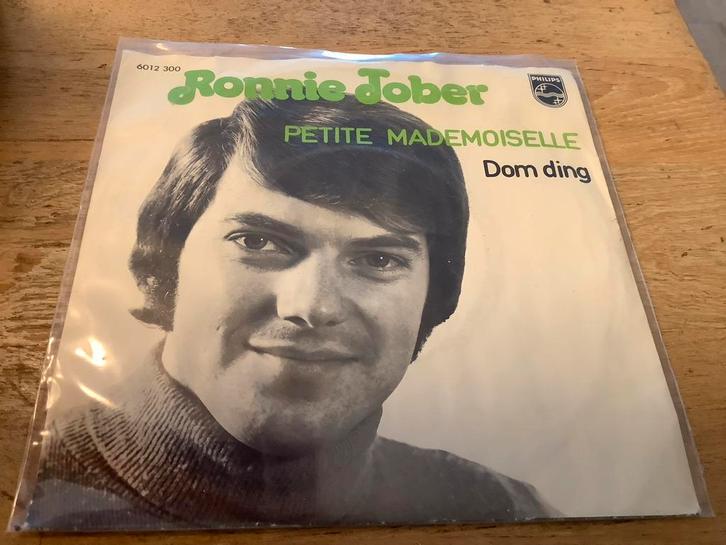 6012 300
Ronnie Tober
PHILIPS
PETITE MADEMOISELLE
Dom ding